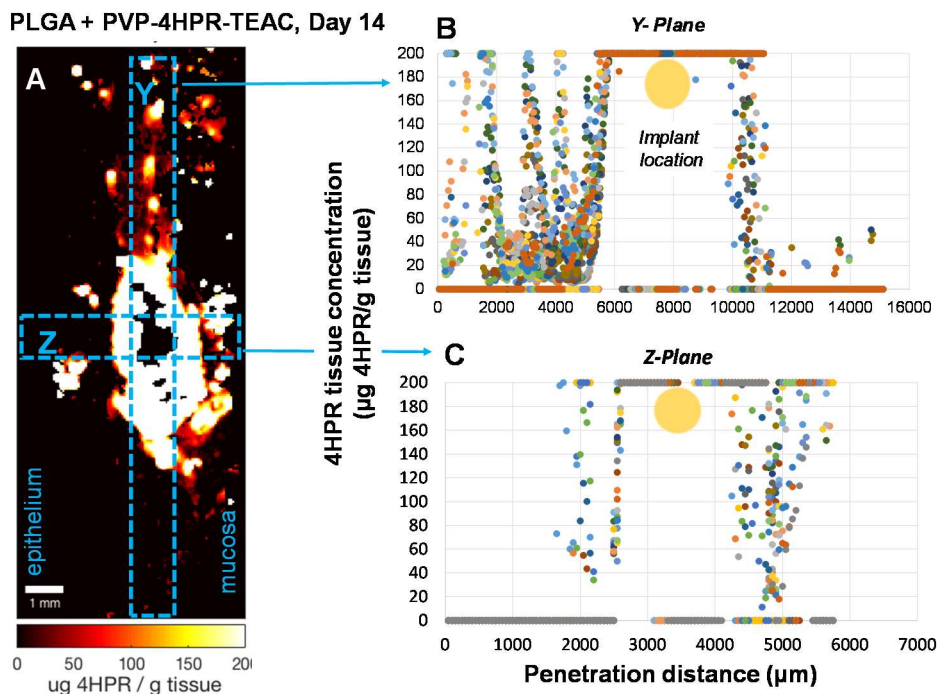 PLGA + PVP-4HPR-TEAC, Day 14
A
Y
Z
epithelium
mucosa
1 mm
0 50 100 150 200
ug 4HPR / g tissue
4HPR tissue concentration
(µg 4HPR/g tissue)
B
Y- Plane
200
180
160
140
120
100
80
60
40
20
0
Implant
location
0 2000 4000 6000 8000 10000 12000 14000 16000
C
Z-Plane
200
180
160
140
120
100
80
60
40
20
0
0 1000 2000 3000 4000 5000 6000 7000
Penetration distance (µm)